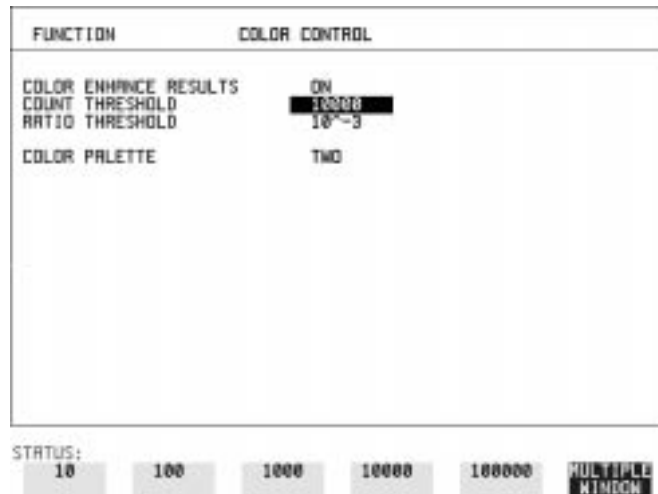 FUNCTION COLOR CONTROL
COLOR ENHANCE RESULTS ON
COUNT THRESHOLD 10000
RATIO THRESHOLD 10^-3
COLOR PALETTE TWO
STATUS:
10 100 1000 10000 100000 MULTIPLE
WINDOW